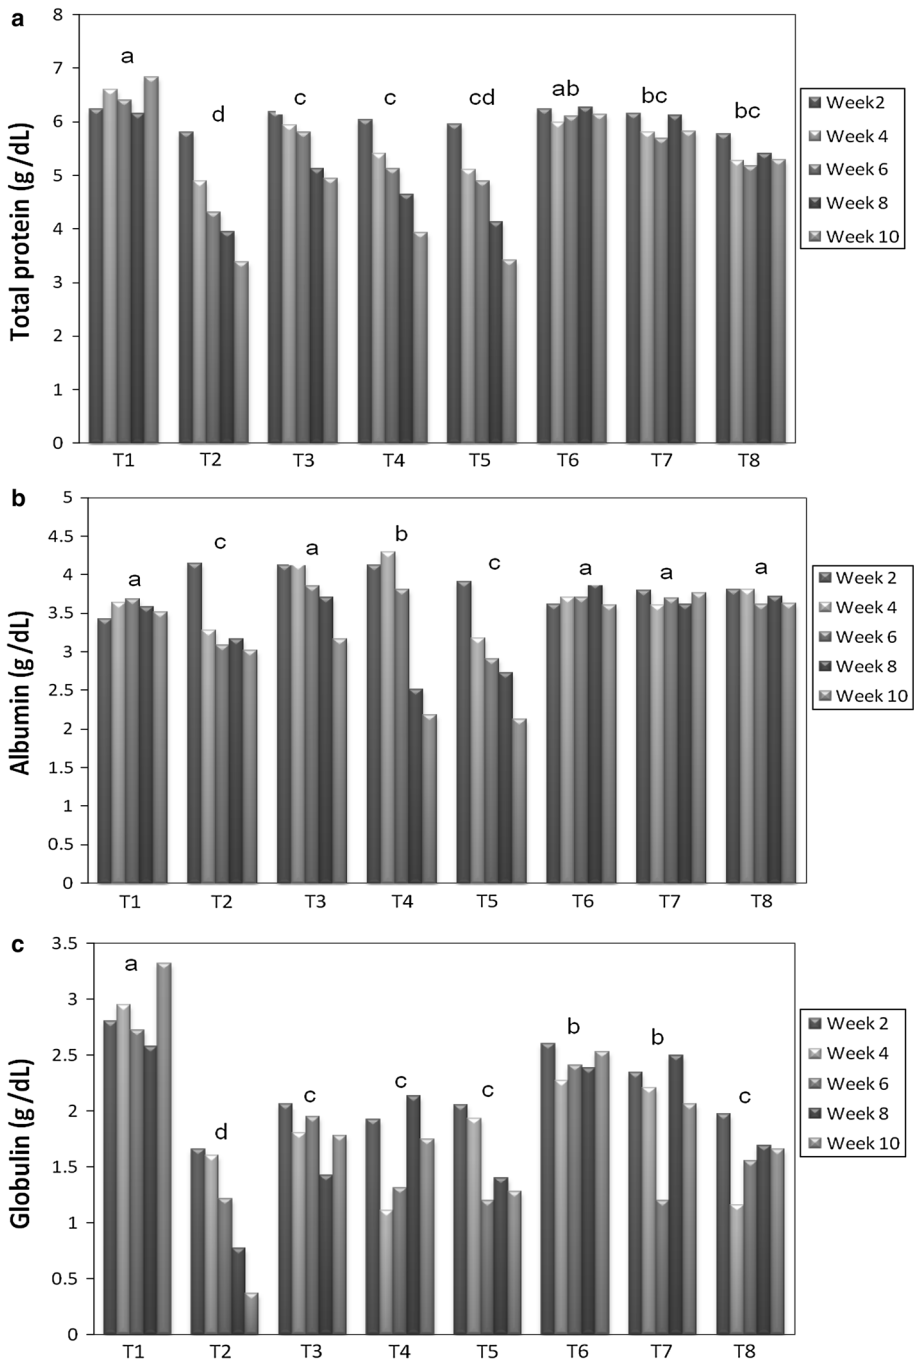 a
Total protein (g /dL)
8
7
6
5
4
3
2
1
0
a
d
c
c
cd
ab
bc
bc
T1 T2 T3 T4 T5 T6 T7 T8
Week2
Week 4
Week 6
Week 8
Week 10
b
Albumin (g /dL)
5
4.5
4
3.5
3
2.5
2
1.5
1
0.5
0
a
c
a
b
c
a
a
a
T1 T2 T3 T4 T5 T6 T7 T8
Week 2
Week 4
Week 6
Week 8
Week 10
c
Globulin (g /dL)
3.5
3
2.5
2
1.5
1
0.5
0
a
d
c
c
c
b
b
c
T1 T2 T3 T4 T5 T6 T7 T8
Week 2
Week 4
Week 6
Week 8
Week 10